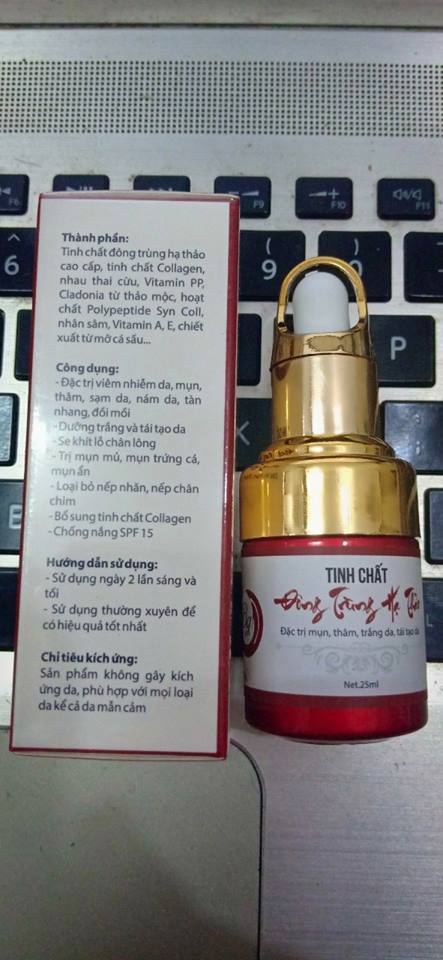 Thành phần:
Tinh chất đông trùng hạ thảo
cao cấp, tinh chất Collagen,
nhau thai cừu, Vitamin PP,
Cladonia từ thảo mộc, hoạt
chất Polypeptide Syn Coll,
nhân sâm, Vitamin A, E, chiết
xuất từ mỡ cá sấu...
Công dụng:
- Đặc trị viêm nhiễm da, mụn,
thâm, sạm da, nám da, tàn
nhang, đồi mồi
- Dưỡng trắng và tái tạo da
- Se khít lỗ chân lông
- Trị mụn mủ, mụn trứng cá,
mụn ẩn
- Loại bỏ nếp nhăn, nếp chân
chim
- Bổ sung tinh chất Collagen
- Chống nắng SPF 15
Hướng dẫn sử dụng:
- Sử dụng ngày 2 lần sáng và
tối
- Sử dụng thường xuyên để
có hiệu quả tốt nhất
Chỉ tiêu kích ứng:
Sản phẩm không gây kích
ứng da, phù hợp với mọi loại
da kể cả da mẫn cảm
TINH CHẤT
Đông Trùng Hạ Thảo
Đặc trị mụn, thâm, trắng da, tái tạo da
Net.25ml
F6
F9
F10
F11
^
6
(
9
)
0
P
K